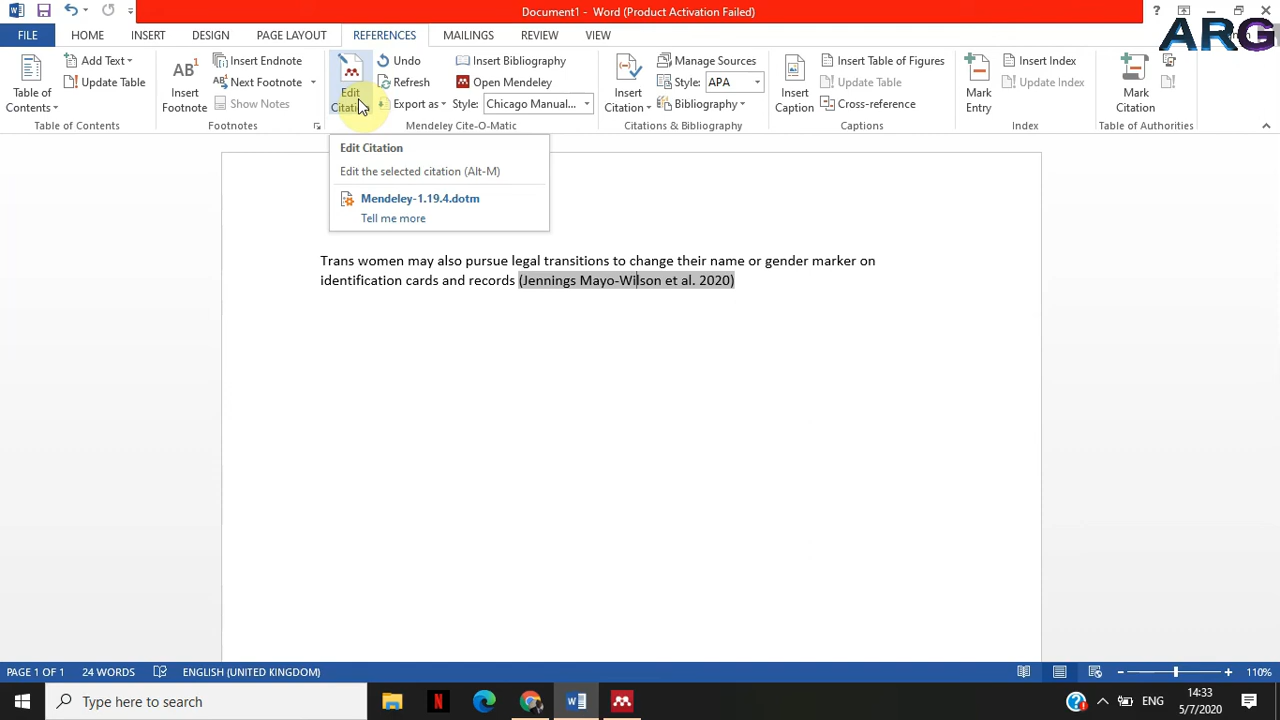 Document1 - Word (Product Activation Failed)
ARG
FILE HOME INSERT DESIGN PAGE LAYOUT REFERENCES MAILINGS REVIEW VIEW
Table of Contents
Add Text
Update Table
Table of Contents
AB1
Insert Footnote
Insert Endnote
AB1 Next Footnote
Show Notes
Footnotes
Edit Citation
Undo
Refresh
Export as
Insert Bibliography
Open Mendeley
Style: Chicago Manual...
Mendeley Cite-O-Matic
Insert Citation
Manage Sources
Style: APA
Bibliography
Citations & Bibliography
Insert Caption
Insert Table of Figures
Update Table
Cross-reference
Captions
Mark Entry
Insert Index
Update Index
Index
Mark Citation
Table of Authorities
Edit Citation
Edit the selected citation (Alt-M)
Mendeley-1.19.4.dotm
Tell me more
Trans women may also pursue legal transitions to change their name or gender marker on
identification cards and records (Jennings Mayo-Wilson et al. 2020)
PAGE 1 OF 1 24 WORDS ENGLISH (UNITED KINGDOM) 110%
Type here to search
ENG
14:33
5/7/2020